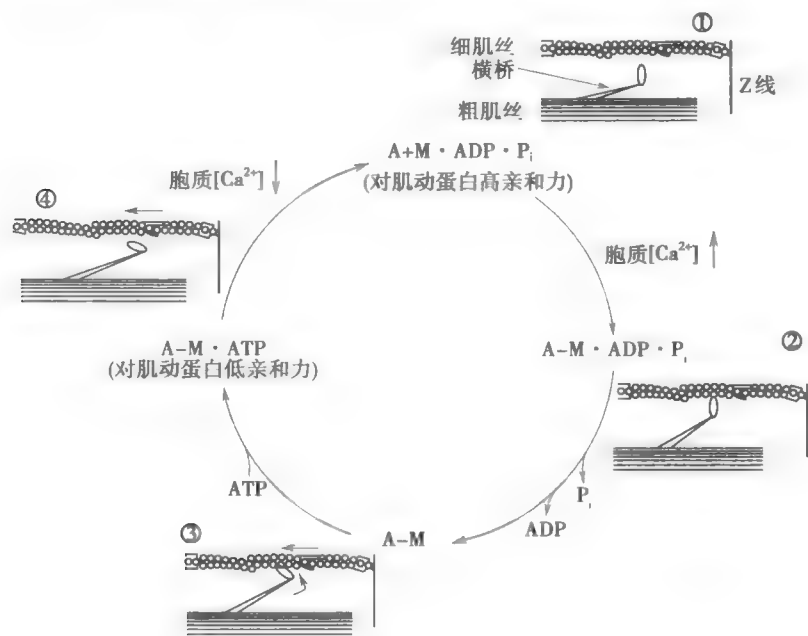 ①
细肌丝
横桥
Z线
粗肌丝
A+M·ADP·Pi
(对肌动蛋白高亲和力)
胞质[Ca²⁺]↓
④
胞质[Ca²⁺]↑
A-M·ATP
(对肌动蛋白低亲和力)
A-M·ADP·Pi
②
ATP
Pi
ADP
③
A-M